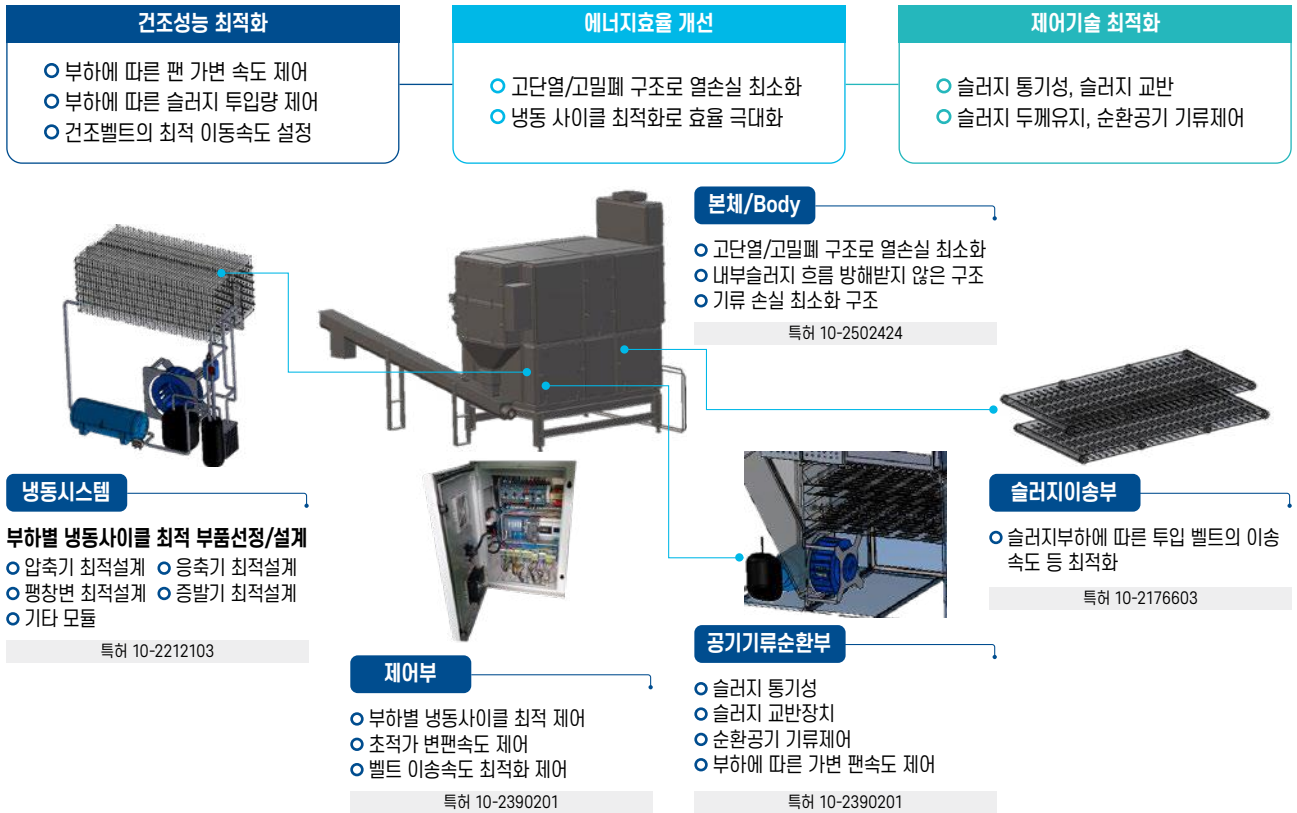 건조성능 최적화
부하에 따른 팬 가변 속도 제어
부하에 따른 슬러지 투입량 제어
건조벨트의 최적 이동속도 설정
에너지효율 개선
고단열/고밀폐 구조로 열손실 최소화
냉동 사이클 최적화로 효율 극대화
제어기술 최적화
슬러지 통기성, 슬러지 교반
슬러지 두께유지, 순환공기 기류제어
본체/Body
고단열/고밀폐 구조로 열손실 최소화
내부슬러지 흐름 방해받지 않은 구조
기류 손실 최소화 구조
특허 10-2502424
냉동시스템
부하별 냉동사이클 최적 부품선정/설계
압축기 최적설계 응축기 최적설계
팽창변 최적설계 증발기 최적설계
기타 모듈
특허 10-2212103
제어부
부하별 냉동사이클 최적 제어
초적가 변팬속도 제어
벨트 이송속도 최적화 제어
특허 10-2390201
공기기류순환부
슬러지 통기성
슬러지 교반장치
순환공기 기류제어
부하에 따른 가변 팬속도 제어
특허 10-2390201
슬러지이송부
슬러지부하에 따른 투입 벨트의 이송
속도 등 최적화
특허 10-2176603